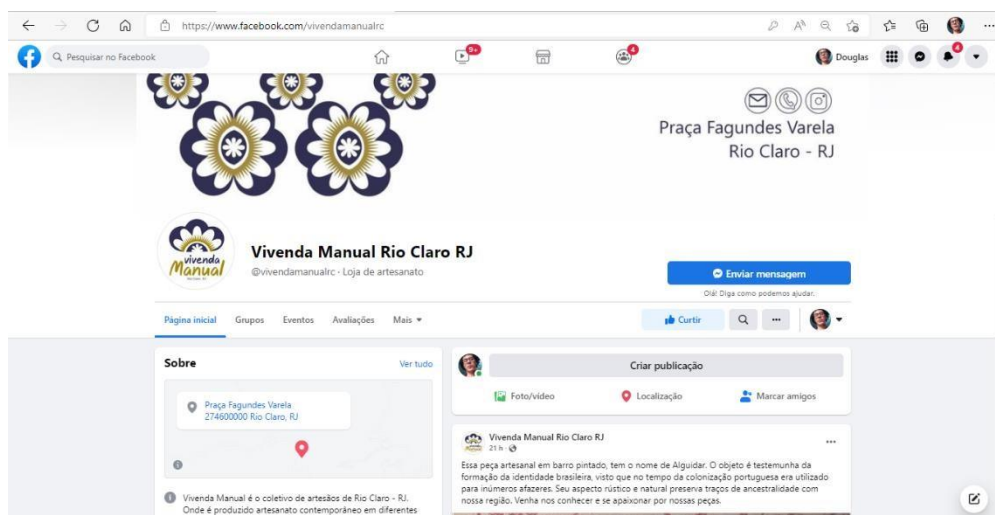 https://www.facebook.com/vivendamanualrc
Pesquisar no Facebook
9+
4
Douglas
4
Praça Fagundes Varela
Rio Claro - RJ
vivenda
Manual
Vivenda Manual Rio Claro RJ
@vivendamanualrc · Loja de artesanato
Enviar mensagem
Olá! Diga como podemos ajudar.
Página inicial Grupos Eventos Avaliações Mais
Curtir
Sobre
Ver tudo
Praça Fagundes Varela
274600000 Rio Claro, RJ
Vivenda Manual é o coletivo de artesãos de Rio Claro - RJ.
Onde é produzido artesanato contemporâneo em diferentes
Criar publicação
Foto/vídeo Localização Marcar amigos
Vivenda Manual Rio Claro RJ
21 h ·
Essa peça artesanal em barro pintado, tem o nome de Alguidar. O objeto é testemunha da
formação da identidade brasileira, visto que no tempo da colonização portuguesa era utilizado
para inúmeros afazeres. Seu aspecto rústico e natural preserva traços de ancestralidade com
nossa região. Venha nos conhecer e se apaixonar por nossas peças.